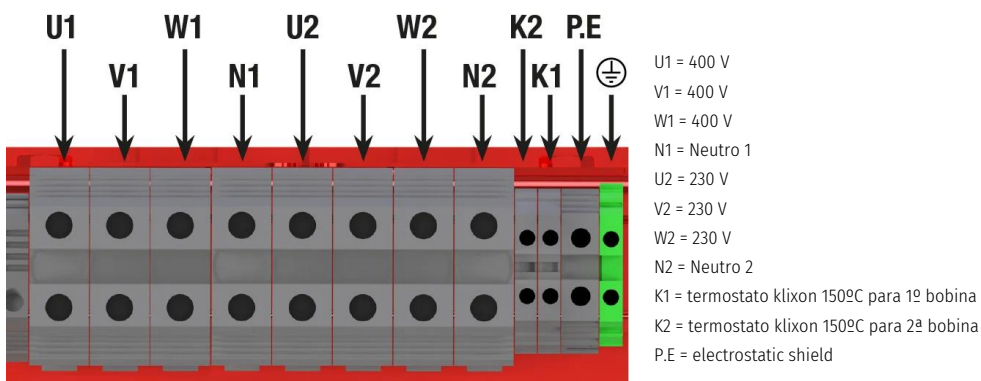 U1 W1 U2 W2 K2 P.E
V1 N1 V2 N2 K1
U1 = 400 V
V1 = 400 V
W1 = 400 V
N1 = Neutro 1
U2 = 230 V
V2 = 230 V
W2 = 230 V
N2 = Neutro 2
K1 = termostato klixon 150ºC para 1º bobina
K2 = termostato klixon 150ºC para 2ª bobina
P.E = electrostatic shield